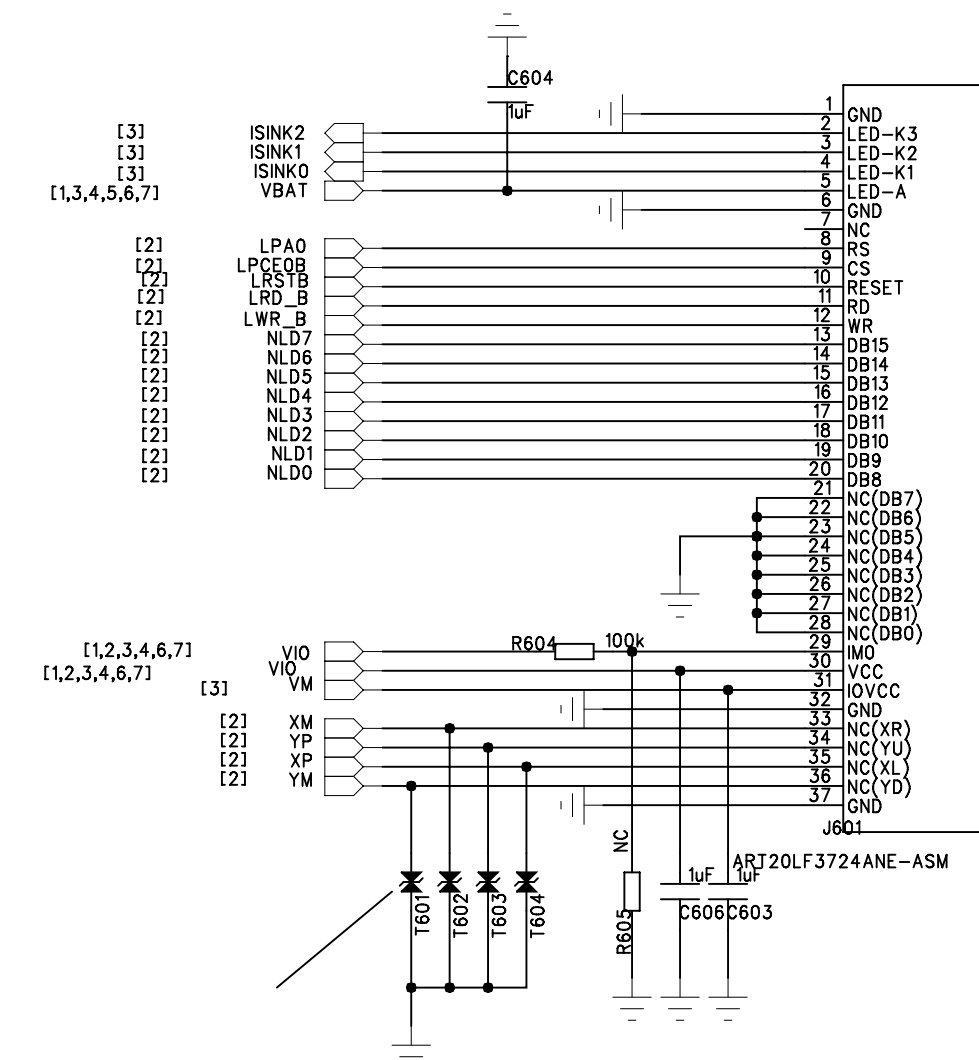 C604
1uF
1 GND
[3] ISINK2 2 LED-K3
[3] ISINK1 3 LED-K2
[3] ISINK0 4 LED-K1
[1,3,4,5,6,7] VBAT 5 LED-A
6 GND
7 NC
[2] LPA0 8 RS
[2] LPCE0B 9 CS
[2] LRSTB 10 RESET
[2] LRD_B 11 RD
[2] LWR_B 12 WR
[2] NLD7 13 DB15
[2] NLD6 14 DB14
[2] NLD5 15 DB13
[2] NLD4 16 DB12
[2] NLD3 17 DB11
[2] NLD2 18 DB10
[2] NLD1 19 DB9
[2] NLD0 20 DB8
21 NC(DB7)
22 NC(DB6)
23 NC(DB5)
24 NC(DB4)
25 NC(DB3)
26 NC(DB2)
27 NC(DB1)
28 NC(DB0)
[1,2,3,4,6,7] VIO R604 100k 29 IM0
[1,2,3,4,6,7] VIO 30 VCC
[3] VM 31 IOVCC
32 GND
[2] XM 33 NC(XR)
[2] YP 34 NC(YU)
[2] XP 35 NC(XL)
[2] YM 36 NC(YD)
37 GND
J601
NC
ART20LF3724ANE-ASM
1uF 1uF
T601 T602 T603 T604 R605 C606 C603